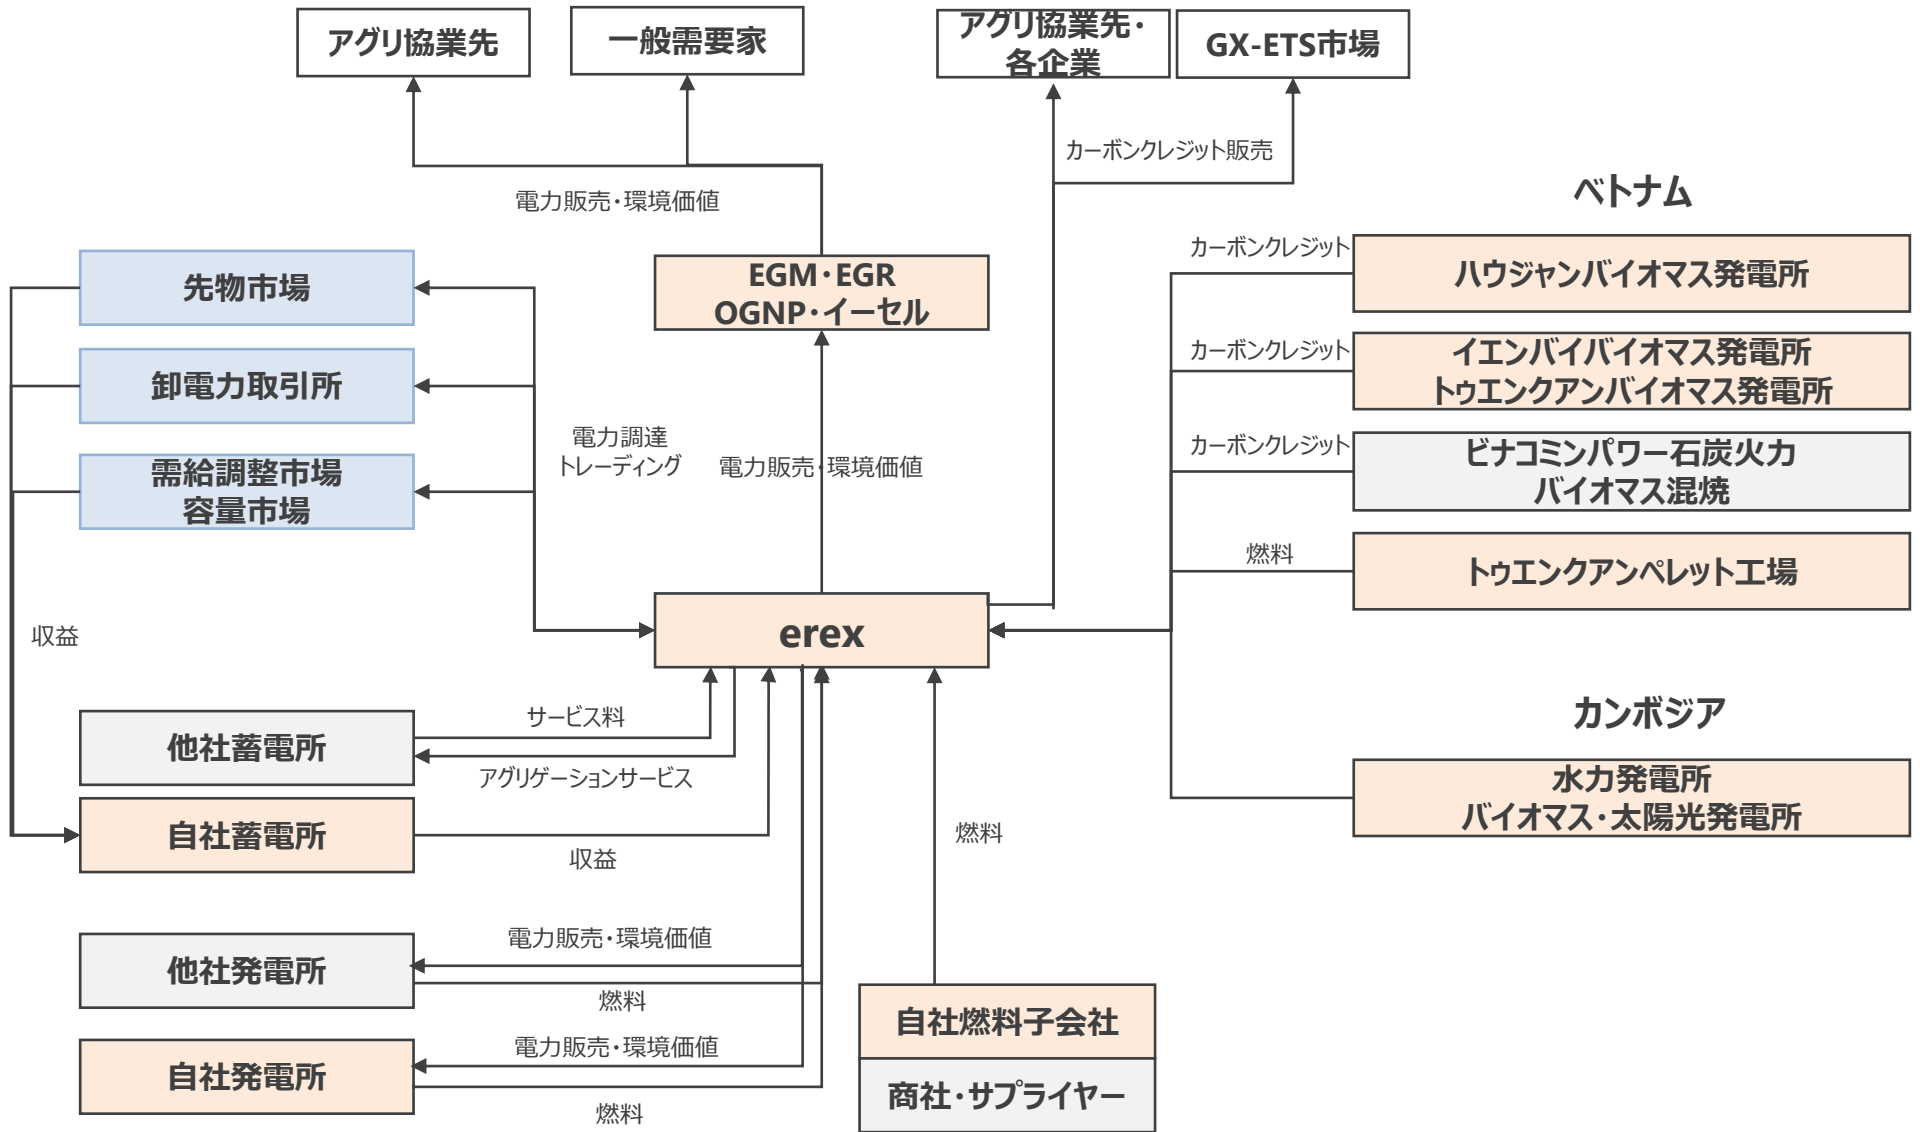 アグリ協業先
一般需要家
アグリ協業先・
各企業
GX-ETS市場
カーボンクレジット販売
電力販売・環境価値
ベトナム
カーボンクレジット
ハウジャンバイオマス発電所
先物市場
EGM・EGR
OGNP・イーセル
カーボンクレジット
イエンバイバイオマス発電所
トゥエンクアンバイオマス発電所
卸電力取引所
電力調達
トレーディング
電力販売・環境価値
カーボンクレジット
ビナコミンパワー石炭火力
バイオマス混焼
需給調整市場
容量市場
燃料
トゥエンクアンペレット工場
収益
erex
カンボジア
サービス料
他社蓄電所
アグリゲーションサービス
水力発電所
バイオマス・太陽光発電所
自社蓄電所
収益
燃料
電力販売・環境価値
他社発電所
燃料
自社燃料子会社
電力販売・環境価値
自社発電所
燃料
商社・サプライヤー